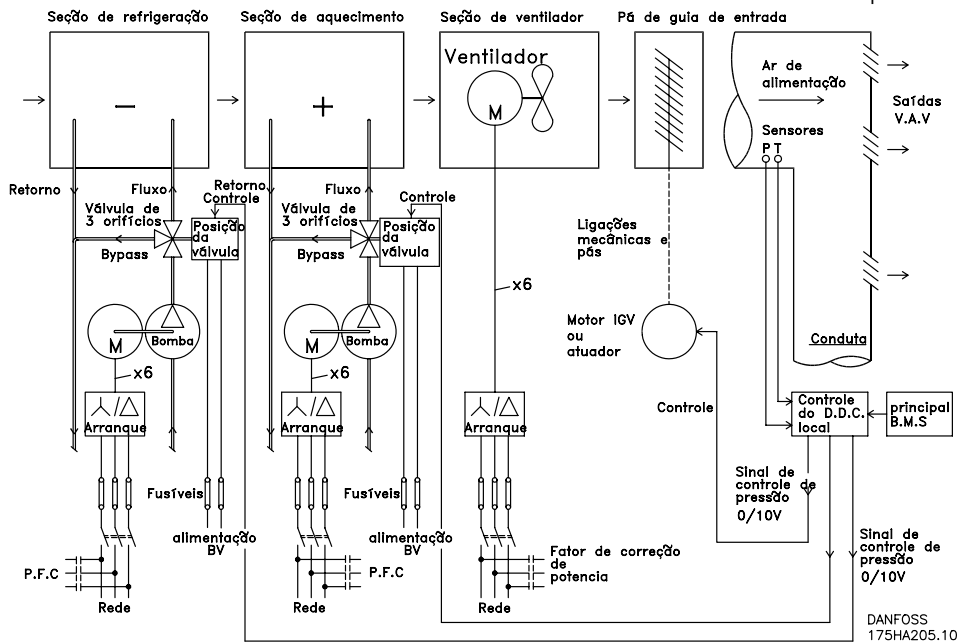 Seção de refrigeração
Seção de aquecimento
Seção de ventilador
Pá de guia de entrada
Ventilador
M
Ar de
alimentação
Saídas
V.A.V
Sensores
P T
Retorno
Fluxo
Retorno
Controle
Fluxo
Controle
Válvula de
3 orifícios
Posição
da
válvula
Bypass
Válvula de
3 orifícios
Posição
da
válvula
Bypass
Ligações
mecânicas e
pás
x6
M
Bomba
M
Bomba
Motor IGV
ou
atuador
Conduta
x6
x6
Arranque
Arranque
Arranque
Controle
Controle
do D.D.C.
local
principal
B.M.S
Fusíveis
Fusíveis
Sinal de
controle de
pressão
0/10V
alimentação
BV
alimentação
BV
Sinal de
controle de
pressão
0/10V
P.F.C
P.F.C
Fator de correção
de
potencia
Rede
Rede
Rede
DANFOSS
175HA205.10